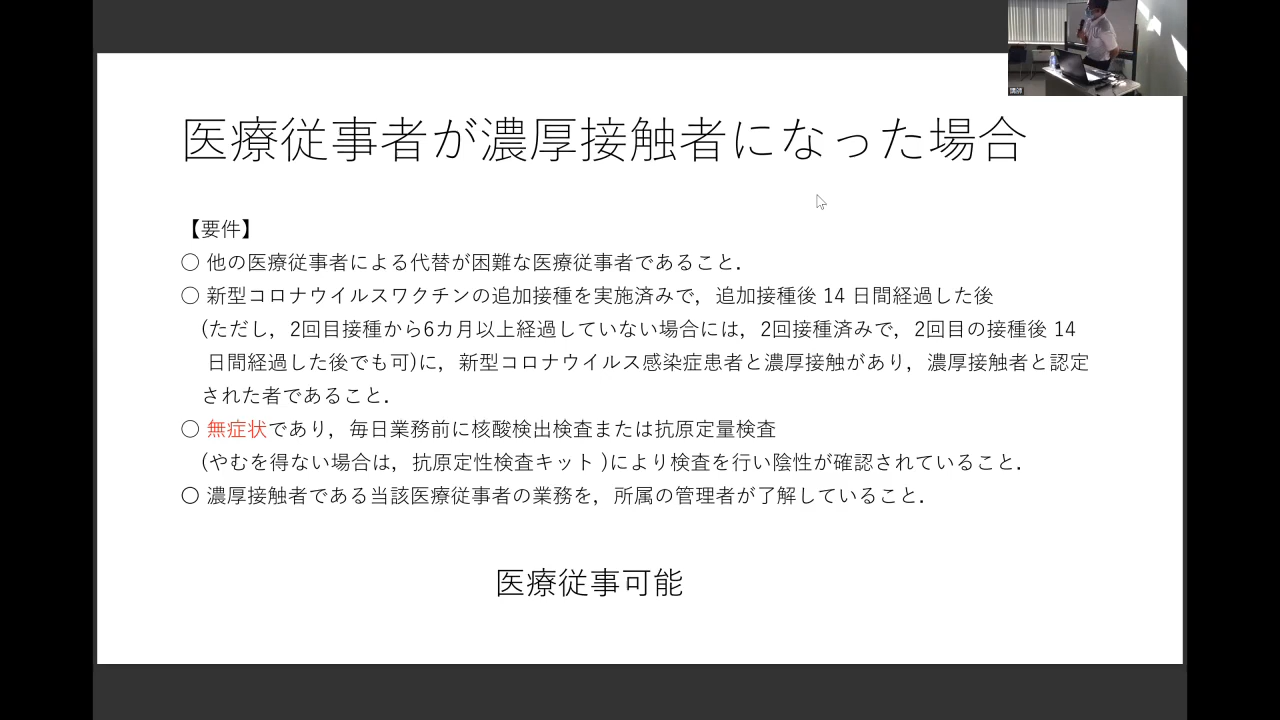 医療従事者が濃厚接触者になった場合
【要件】
〇 他の医療従事者による代替が困難な医療従事者であること．
〇 新型コロナウイルスワクチンの追加接種を実施済みで，追加接種後 14 日間経過した後
(ただし，2回目接種から6カ月以上経過していない場合には，2回接種済みで，2回目の接種後 14
日間経過した後でも可)に，新型コロナウイルス感染症患者と濃厚接触があり，濃厚接触者と認定
された者であること．
〇 無症状であり，毎日業務前に核酸検出検査または抗原定量検査
(やむを得ない場合は，抗原定性検査キット )により検査を行い陰性が確認されていること．
〇 濃厚接触者である当該医療従事者の業務を，所属の管理者が了解していること．
医療従事可能